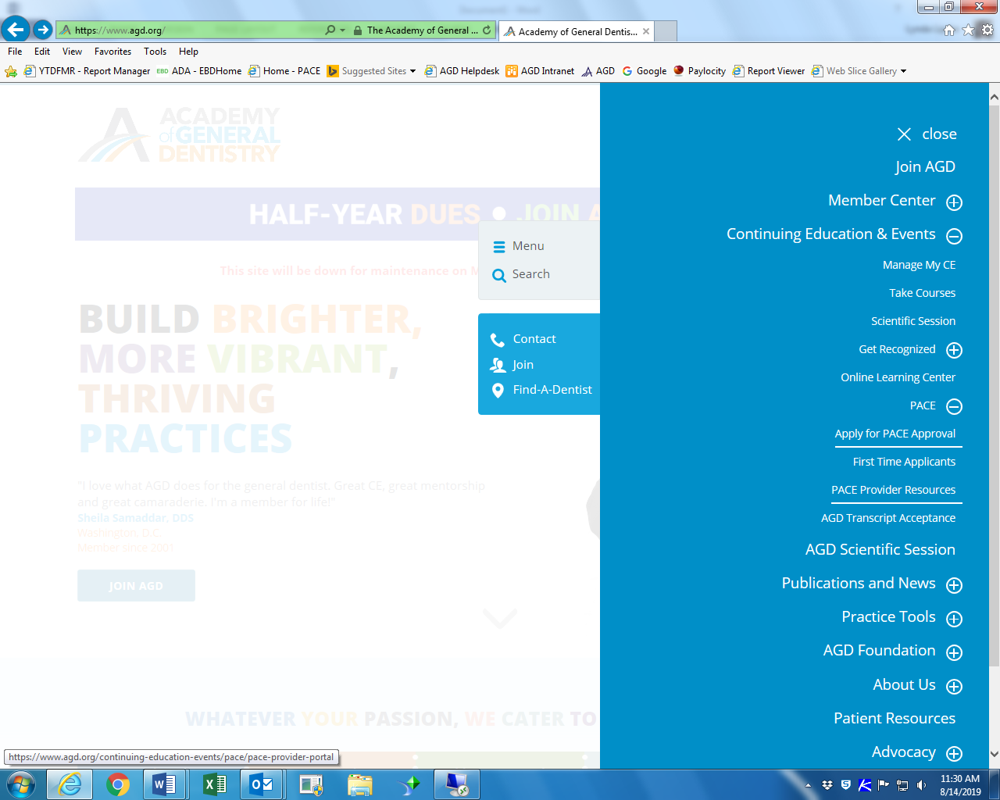 https://www.agd.org/
The Academy of General ...
Academy of General Dentis...
File Edit View Favorites Tools Help
YTDFMR - Report Manager
EBD ADA - EBDHome
Home - PACE
Suggested Sites
AGD Helpdesk
AGD Intranet
AGD
Google
Paylocity
Report Viewer
Web Slice Gallery
ACADEMY
of GENERAL
DENTISTRY
HALF-YEAR DUES • JOIN
This site will be down for maintenance on
BUILD BRIGHTER,
MORE VIBRANT,
THRIVING
PRACTICES
"I love what AGD does for the general dentist. Great CE, great mentorship
and great camaraderie. I'm a member for life!"
Sheila Samaddar, DDS
Washington, D.C.
Member since 2001
JOIN AGD
WHATEVER YOUR PASSION, WE CATER TO
Menu
Search
Contact
Join
Find-A-Dentist
close
Join AGD
Member Center
Continuing Education & Events
Manage My CE
Take Courses
Scientific Session
Get Recognized
Online Learning Center
PACE
Apply for PACE Approval
First Time Applicants
PACE Provider Resources
AGD Transcript Acceptance
AGD Scientific Session
Publications and News
Practice Tools
AGD Foundation
About Us
Patient Resources
Advocacy
https://www.agd.org/continuing-education-events/pace/pace-provider-portal
11:30 AM
8/14/2019